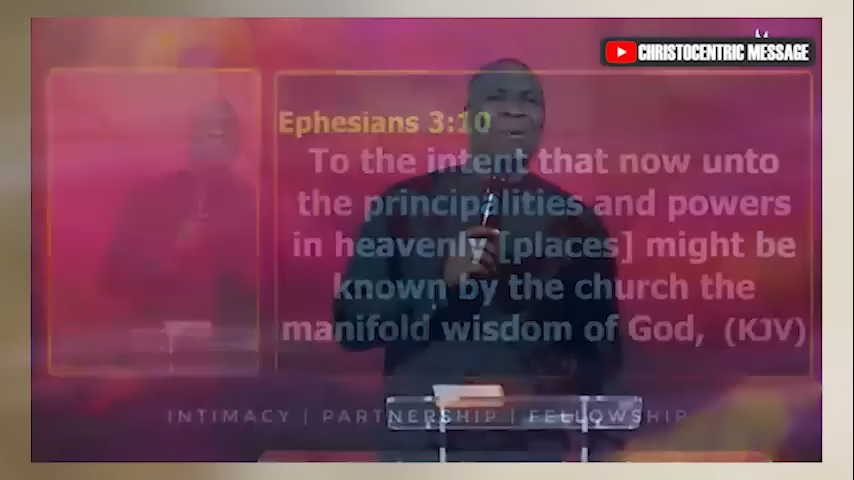 CHRISTOCENTRIC MESSAGE
Ephesians 3:10
To the intent that now unto
the principalities and powers
in heavenly [places] might be
known by the church the
manifold wisdom of God, (KJV)
INTIMACY | PARTNERSHIP | FELLOWSHIP